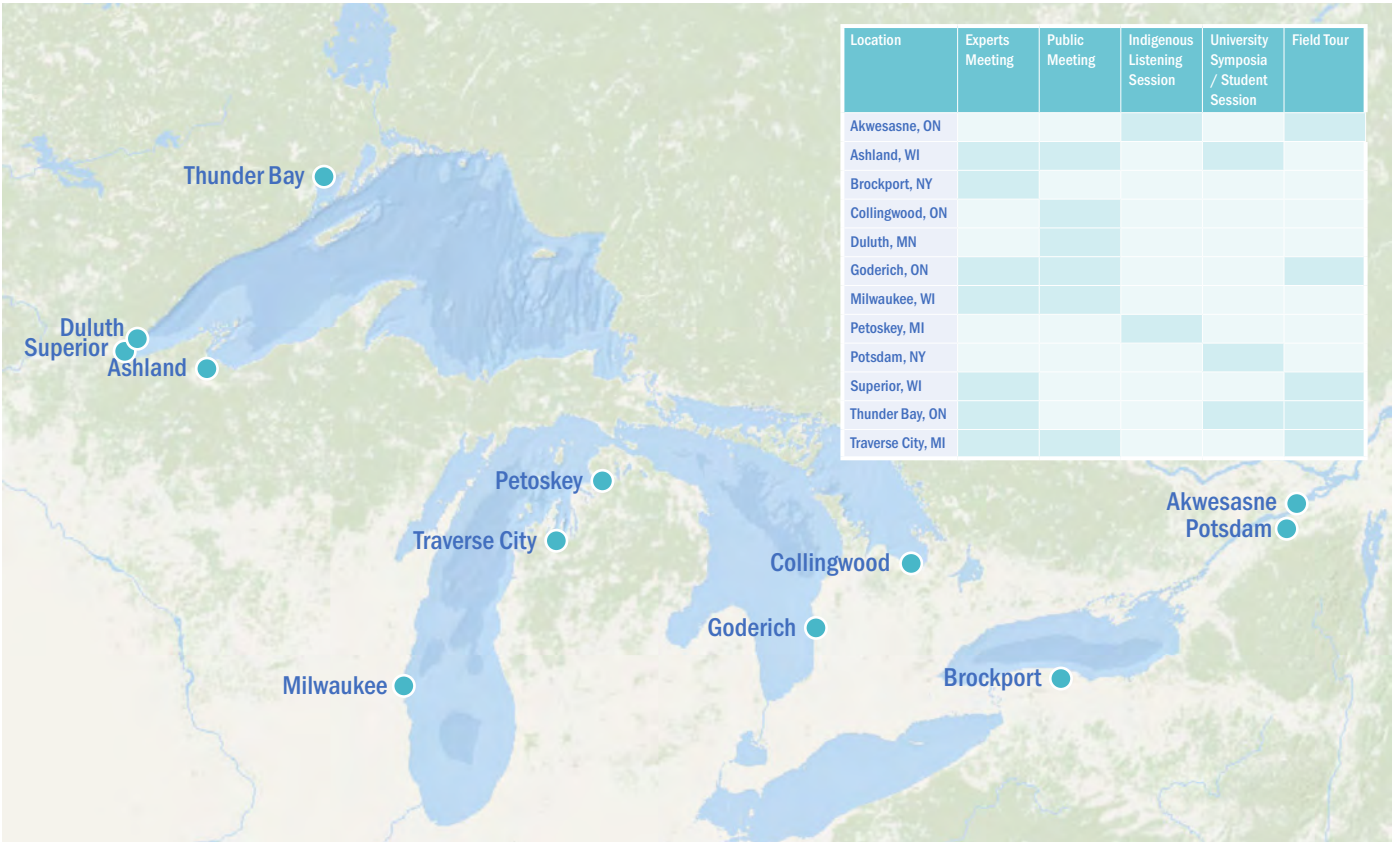 Location
Experts
Meeting
Public
Meeting
Indigenous
Listening
Session
University
Symposia
/ Student
Session
Field Tour
Akwesasne, ON
Ashland, WI
Brockport, NY
Collingwood, ON
Duluth, MN
Goderich, ON
Milwaukee, WI
Petoskey, MI
Potsdam, NY
Superior, WI
Thunder Bay, ON
Traverse City, MI
Thunder Bay
Duluth
Superior
Ashland
Petoskey
Traverse City
Milwaukee
Collingwood
Goderich
Brockport
Akwesasne
Potsdam